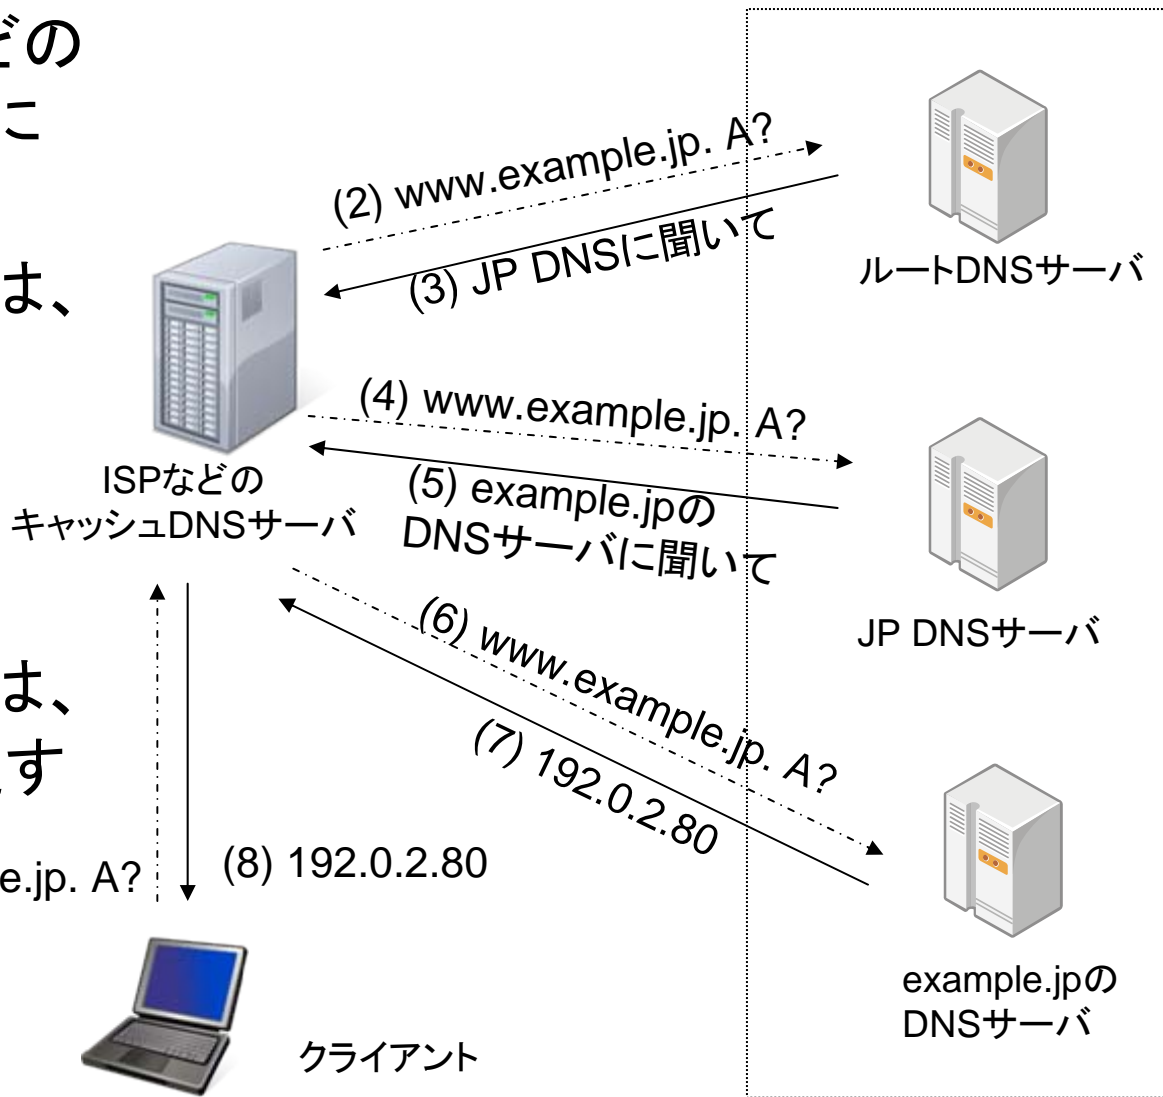 どの
に
は、
(2) www.example.jp. A?
(3) JP DNSに聞いて
ルートDNSサーバ
(4) www.example.jp. A?
(5) example.jpの
DNSサーバに聞いて
ISPなどの
キャッシュDNSサーバ
JP DNSサーバ
(6) www.example.jp. A?
(7) 192.0.2.80
は、
す
e.jp. A?
(8) 192.0.2.80
example.jpの
DNSサーバ
クライアント